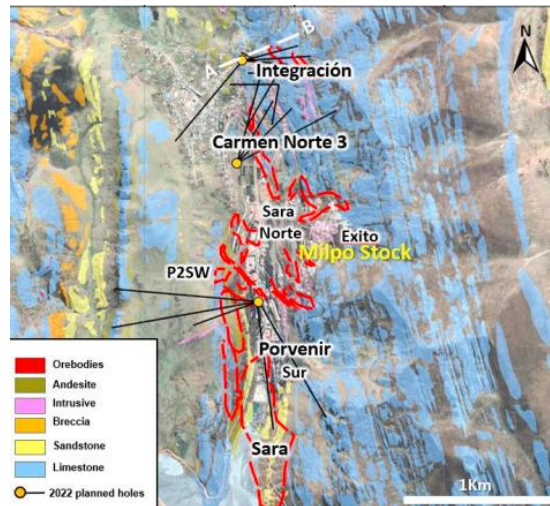 A
B
N
Integración
Carmen Norte 3
Sara
Norte
Exito
Milpo Stock
P2SW
Porvenir
Sur
Sara
Orebodies
Andesite
Intrusive
Breccia
Sandstone
Limestone
2022 planned holes
1Km